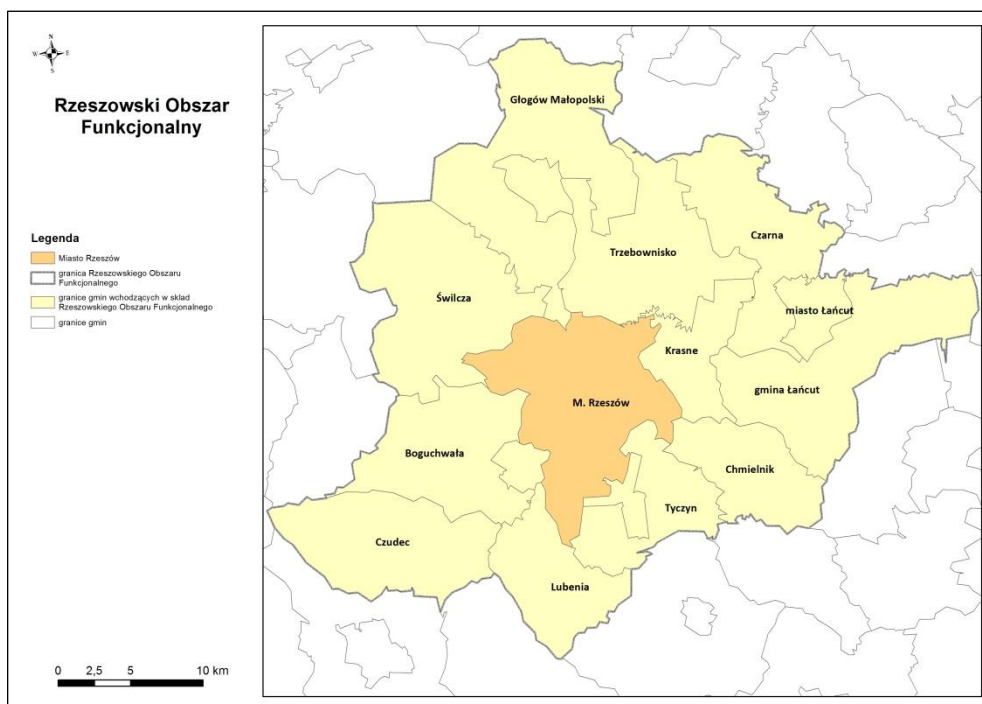 N
W E
S
Rzeszowski Obszar
Funkcjonalny
Legenda
Miasto Rzeszów
granica Rzeszowskiego Obszaru
Funkcjonalnego
granice gmin wchodzących w skład
Rzeszowskiego Obszaru Funkcjonalnego
granice gmin
0 2,5 5 10 km
Głogów Małopolski
Czarna
Trzebownisko
Świlcza
miasto Łańcut
Krasne
gmina Łańcut
M. Rzeszów
Boguchwała
Chmielnik
Tyczyn
Czudec
Lubenia